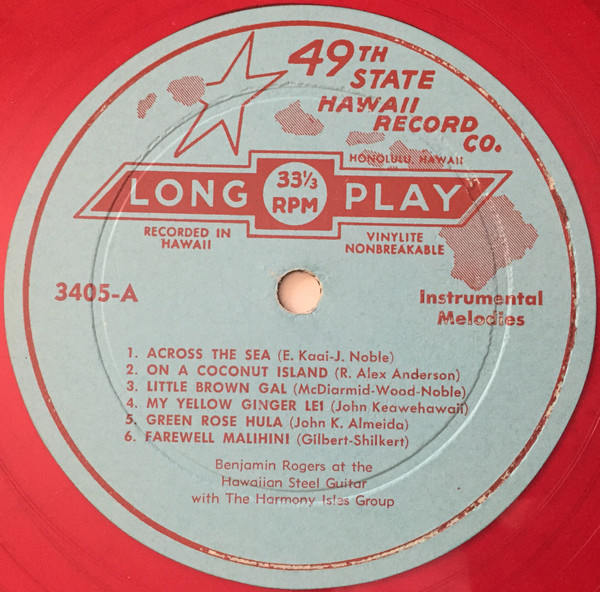 49TH
STATE
HAWAII
RECORD
CO.
HONOLULU, HAWAII
LONG 33⅓ RPM PLAY
RECORDED IN
HAWAII
VINYLITE
NONBREAKABLE
3405-A
Instrumental
Melodies
1. ACROSS THE SEA (E. Kaai-J. Noble)
2. ON A COCONUT ISLAND (R. Alex Anderson)
3. LITTLE BROWN GAL (McDiarmid-Wood-Noble)
4. MY YELLOW GINGER LEI (John Keawehawaii)
5. GREEN ROSE HULA (John K. Almeida)
6. FAREWELL MALIHINI (Gilbert-Shilkert)
Benjamin Rogers at the
Hawaiian Steel Guitar
with The Harmony Isles Group